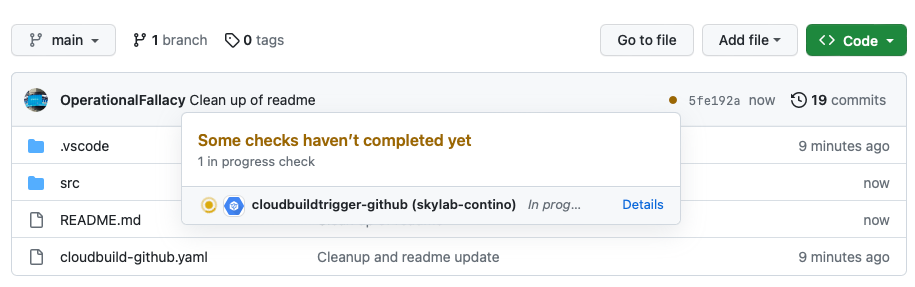 main 1 branch 0 tags Go to file Add file Code
OperationalFallacy Clean up of readme 5fe192a now 19 commits
Some checks haven't completed yet
1 in progress check
.vscode 9 minutes ago
src now
cloudbuildtrigger-github (skylab-contino) In prog... Details
README.md now
cloudbuild-github.yaml Cleanup and readme update 9 minutes ago